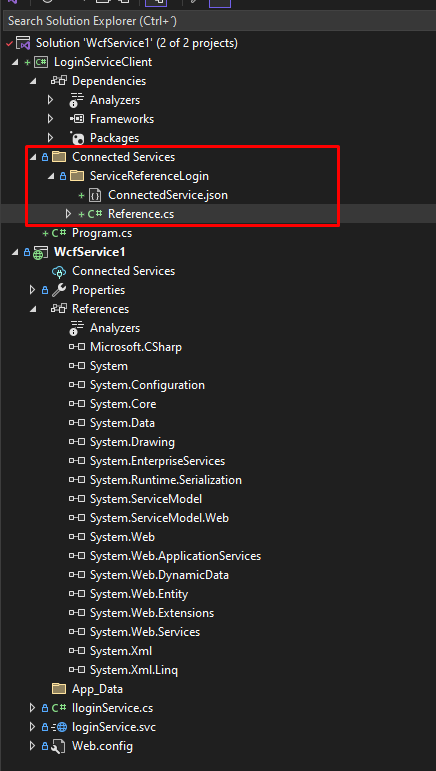 Search Solution Explorer (Ctrl+´)
Solution 'WcfService1' (2 of 2 projects)
LoginServiceClient
Dependencies
Analyzers
Frameworks
Packages
Connected Services
ServiceReferenceLogin
ConnectedService.json
C# Reference.cs
C# Program.cs
WcfService1
Connected Services
Properties
References
Analyzers
Microsoft.CSharp
System
System.Configuration
System.Core
System.Data
System.Drawing
System.EnterpriseServices
System.Runtime.Serialization
System.ServiceModel
System.ServiceModel.Web
System.Web
System.Web.ApplicationServices
System.Web.DynamicData
System.Web.Entity
System.Web.Extensions
System.Web.Services
System.Xml
System.Xml.Linq
App_Data
C# IloginService.cs
loginService.svc
Web.config